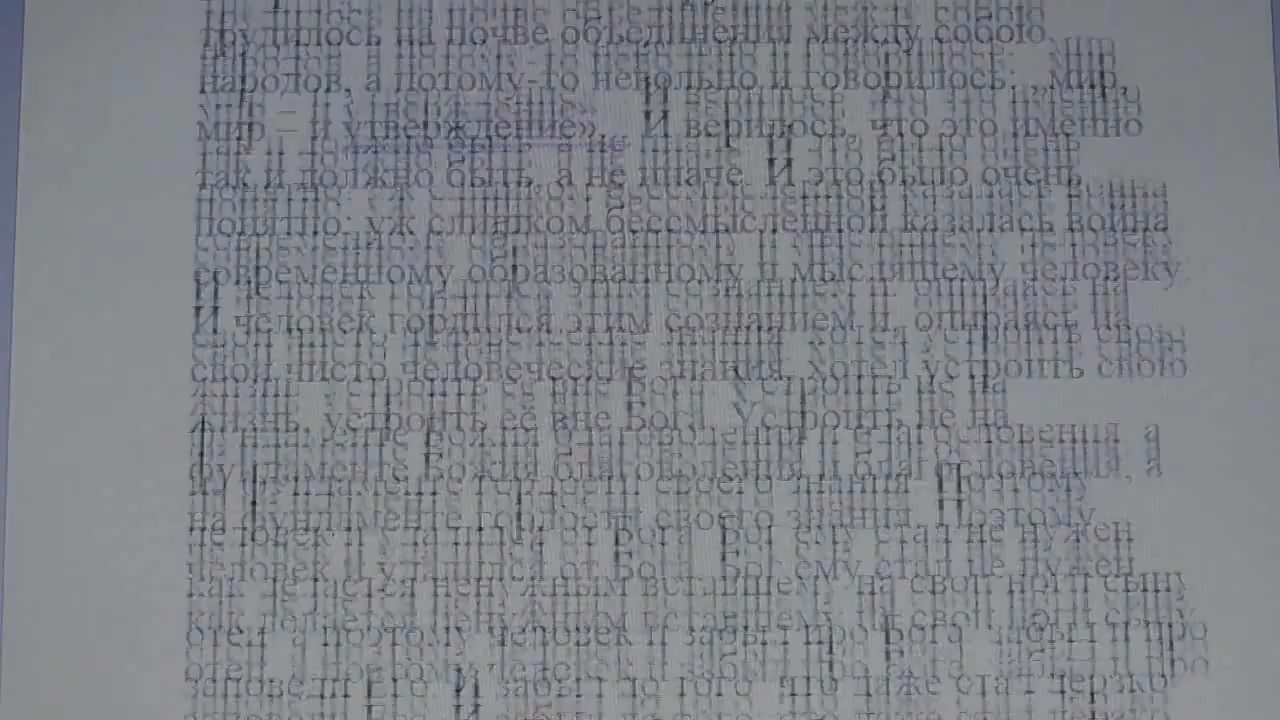 трудилось на почве объединения между собою
народов, а потому-то невольно и говорилось: „мир,
мир – и утверждение»... И верилось, что это именно
так и должно быть, а не иначе. И это было очень
понятно: уж слишком бессмысленной казалась война
современному образованному и мыслящему человеку.
И человек гордился этим сознанием и, опираясь на
свои чисто человеческие знания, хотел устроить свою
жизнь, устроить её вне Бога. Устроить не на
фундаменте Божия благоволения и благословения, а
на фундаменте гордости своего знания. Поэтому
человек и удалился от Бога. Бог ему стал не нужен,
как делается ненужным вставшему на свои ноги сыну
отец, а поэтому человек и забыл про Бога, забыл и про
заповеди Его. И забыл до того, что даже стал дерзко